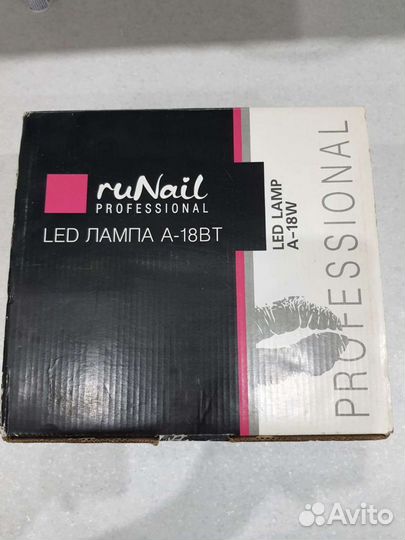 ruNail
PROFESSIONAL
LED ЛАМПА А-18ВТ
LED LAMP
A-18W
PROFESSIONAL
Avito